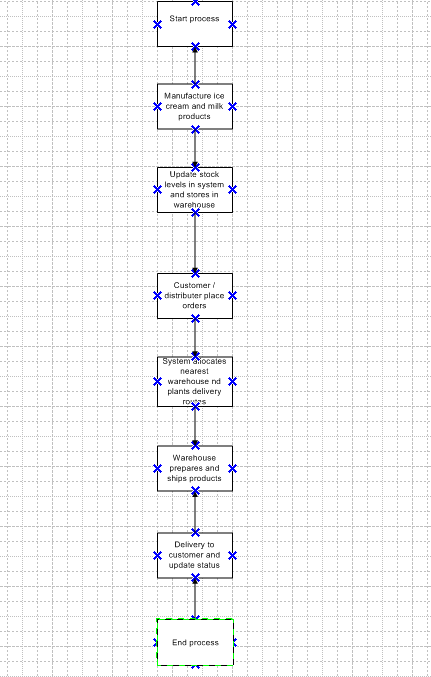 Start process
Manufacture ice
cream and milk
products
Update stock
levels in system
and stores in
warehouse
Customer /
distributer place
orders
System allocates
nearest
warehouse nd
plants delivery
routes
Warehouse
prepares and
ships products
Delivery to
customer and
update status
End process